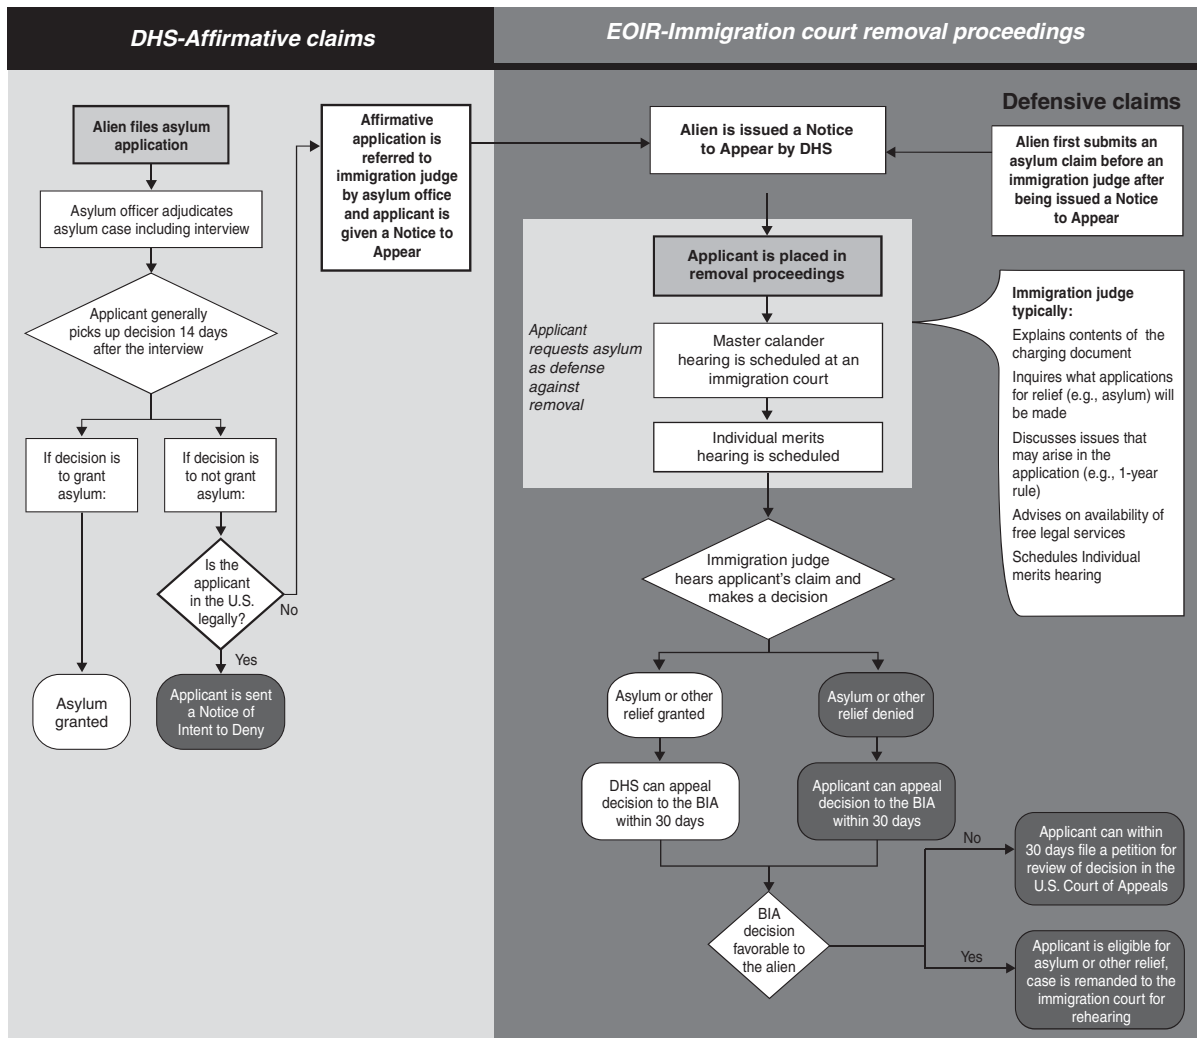 DHS-Affirmative claims
EOIR-Immigration court removal proceedings
Alien files asylum
application
Asylum officer adjudicates
asylum case including interview
Applicant generally
picks up decision 14 days
after the interview
If decision is
to grant
asylum:
If decision is
to not grant
asylum:
Is the
applicant
in the U.S.
legally?
No
Yes
Asylum
granted
Applicant is sent
a Notice of
Intent to Deny
Affirmative
application is
referred to
immigration judge
by asylum office
and applicant is
given a Notice to
Appear
Alien is issued a Notice
to Appear by DHS
Defensive claims
Alien first submits an
asylum claim before an
immigration judge after
being issued a Notice
to Appear
Applicant is placed in
removal proceedings
Applicant
requests asylum
as defense
against
removal
Master calander
hearing is scheduled at an
immigration court
Individual merits
hearing is scheduled
Immigration judge
typically:
Explains contents of the
charging document
Inquires what applications
for relief (e.g., asylum) will
be made
Discusses issues that
may arise in the
application (e.g., 1-year
rule)
Advises on availability of
free legal services
Schedules Individual
merits hearing
Immigration judge
hears applicant's claim and
makes a decision
Asylum or other
relief granted
Asylum or other
relief denied
DHS can appeal
decision to the BIA
within 30 days
Applicant can appeal
decision to the BIA
within 30 days
BIA
decision
favorable to
the alien
No
Applicant can within
30 days file a petition for
review of decision in the
U.S. Court of Appeals
Yes
Applicant is eligible for
asylum or other relief,
case is remanded to the
immigration court for
rehearing